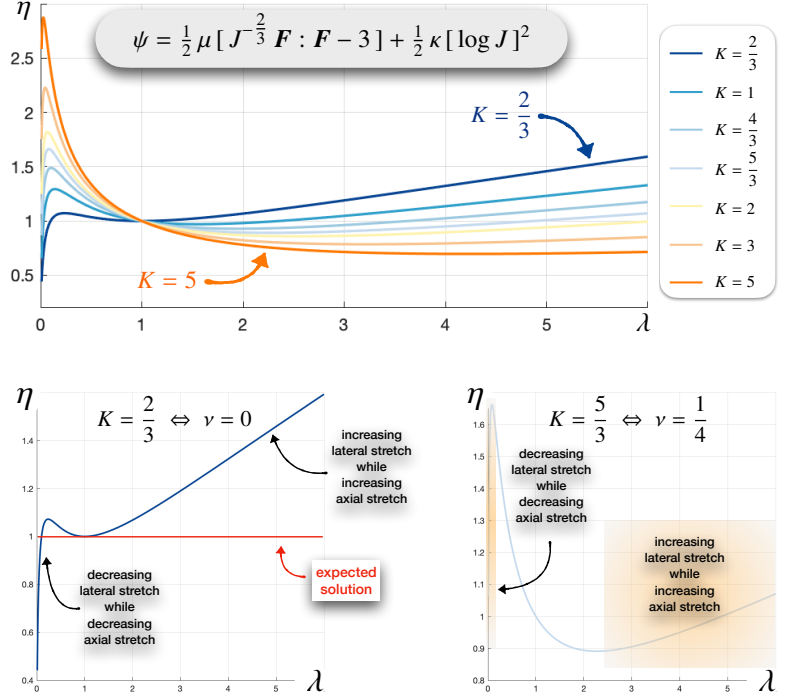 η
3
2.5
2
1.5
1
0.5
0 1 2 3 4 5 λ
ψ = 1/2 μ [ J^{-2/3} F : F − 3 ] + 1/2 κ [ log J ]^2
K = 2/3
K = 5
K = 2/3
K = 1
K = 4/3
K = 5/3
K = 2
K = 3
K = 5
η
K = 2/3 ⇔ ν = 0
1.4
1.2
1
0.8
0.6
0.4
0 1 2 3 4 5 λ
increasing
lateral stretch
while
increasing
axial stretch
expected
solution
decreasing
lateral stretch
while
decreasing
axial stretch
η
K = 5/3 ⇔ ν = 1/4
1.6
1.5
1.4
1.3
1.2
1.1
1
0.9
0.8
0 1 2 3 4 5 λ
decreasing
lateral stretch
while
decreasing
axial stretch
increasing
lateral stretch
while
increasing
axial stretch